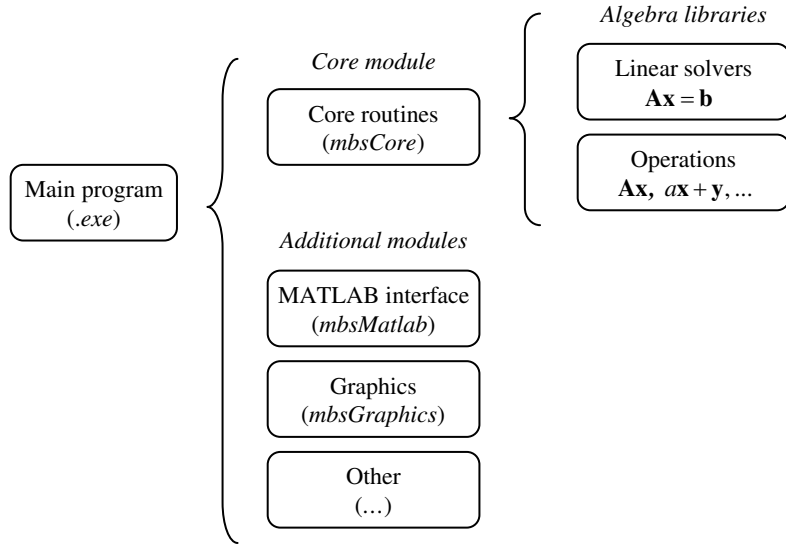 Main program
(.exe)
Core module
Core routines
(mbsCore)
Additional modules
MATLAB interface
(mbsMatlab)
Graphics
(mbsGraphics)
Other
(...)
Algebra libraries
Linear solvers
Ax = b
Operations
Ax, ax + y, ...